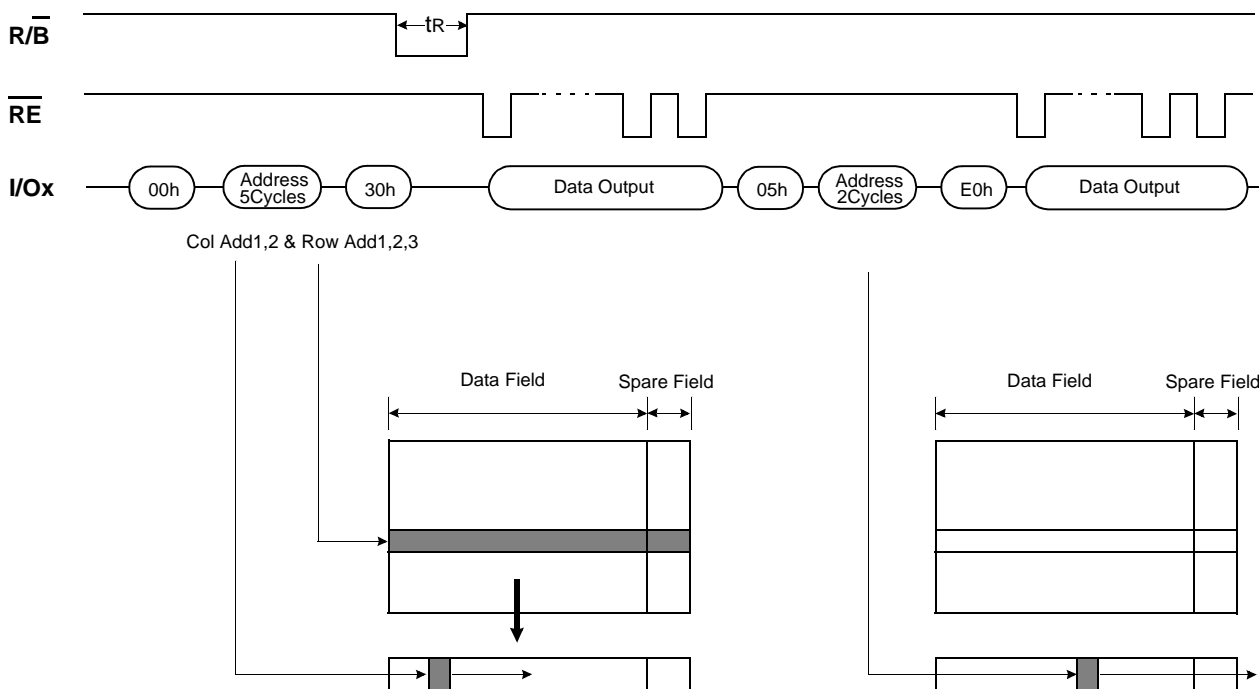 R/B tR
RE
I/Ox 00h Address 5Cycles 30h Data Output 05h Address 2Cycles E0h Data Output
Col Add1,2 & Row Add1,2,3
Data Field Spare Field Data Field Spare Field